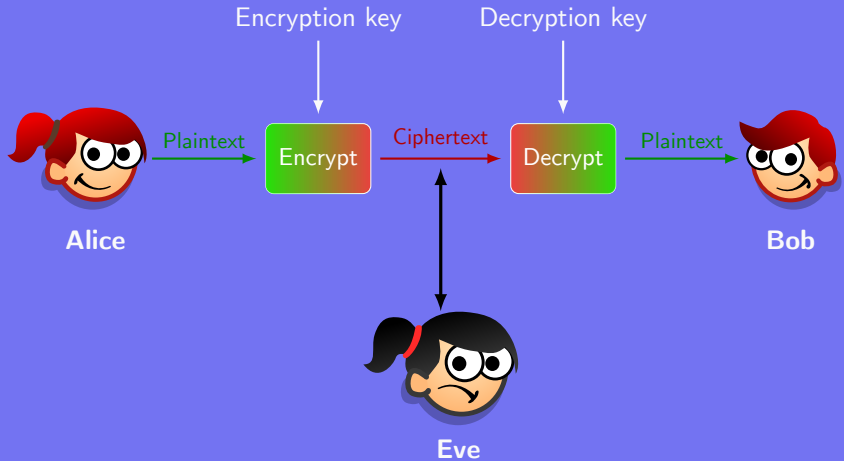 Encryption key
Decryption key
Plaintext
Encrypt
Ciphertext
Decrypt
Plaintext
Alice
Bob
Eve